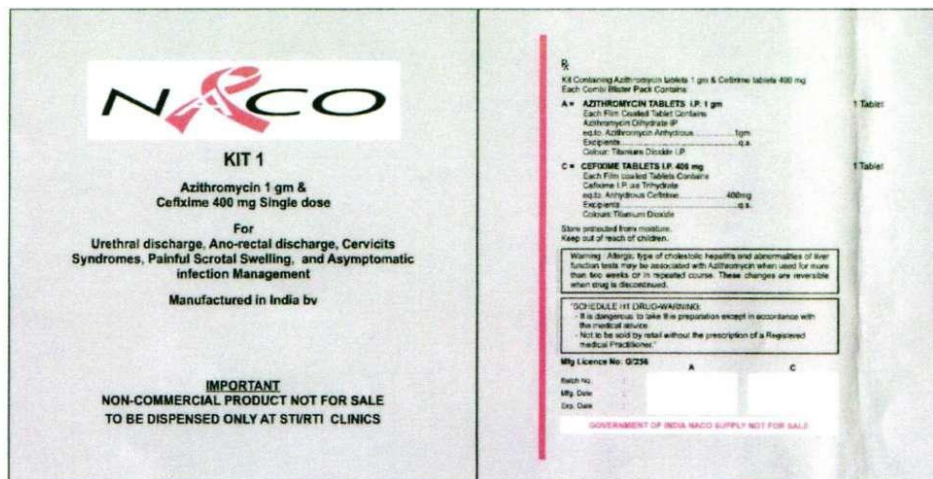 NACO
KIT 1
Azithromycin 1 gm &
Cefixime 400 mg Single dose
For
Urethral discharge, Ano-rectal discharge, Cervicits
Syndromes, Painful Scrotal Swelling, and Asymptomatic
infection Management
Manufactured in India by
IMPORTANT
NON-COMMERCIAL PRODUCT NOT FOR SALE
TO BE DISPENSED ONLY AT STI/RTI CLINICS
℞
Kit Containing Azithromycin tablets 1 gm & Cefixime tablets 400 mg
Each Combi Blister Pack Contains:
A = AZITHROMYCIN TABLETS I.P. 1 gm 1 Tablet
Each Film Coated Tablet Contains
Azithromycin Dihydrate IP
eq.to. Azithromycin Anhydrous ............1gm
Excipients............q.s.
Colour: Titanium Dioxide I.P.
C = CEFIXIME TABLETS I.P. 400 mg 1 Tablet
Each Film coated Tablets Contains
Cefixime I.P. as Trihydrate
eq.to. Anhydrous Cefixime............400mg
Excipients............q.s.
Colours: Titanium Dioxide
Store protected from moisture.
Keep out of reach of children.
Warning : Allergic type of cholestolic hepatitis and abnormalities of liver
function tests may be associated with Azithromycin when used for more
than two weeks or in repeated course. These changes are reversible
when drug is discontinued.
"SCHEDULE H1 DRUG-WARNING:
- It is dangerous to take this preparation except in accordance with
the medical advice.
- Not to be sold by retail without the prescription of a Registered
medical Practitioner."
Mfg Licence No: G/256
A C
Batch No. :
Mfg. Date :
Exp. Date :
GOVERNMENT OF INDIA NACO SUPPLY NOT FOR SALE